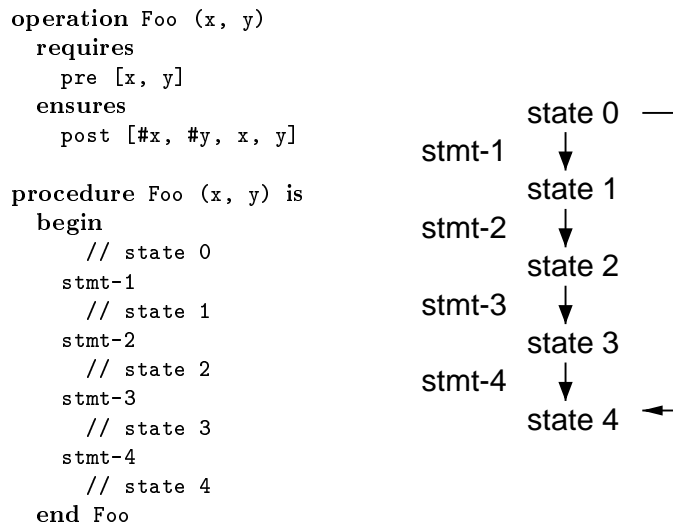 operation Foo (x, y)
requires
pre [x, y]
ensures
post [#x, #y, x, y]
procedure Foo (x, y) is
begin
// state 0
stmt-1
// state 1
stmt-2
// state 2
stmt-3
// state 3
stmt-4
// state 4
end Foo
state 0
stmt-1
state 1
stmt-2
state 2
stmt-3
state 3
stmt-4
state 4